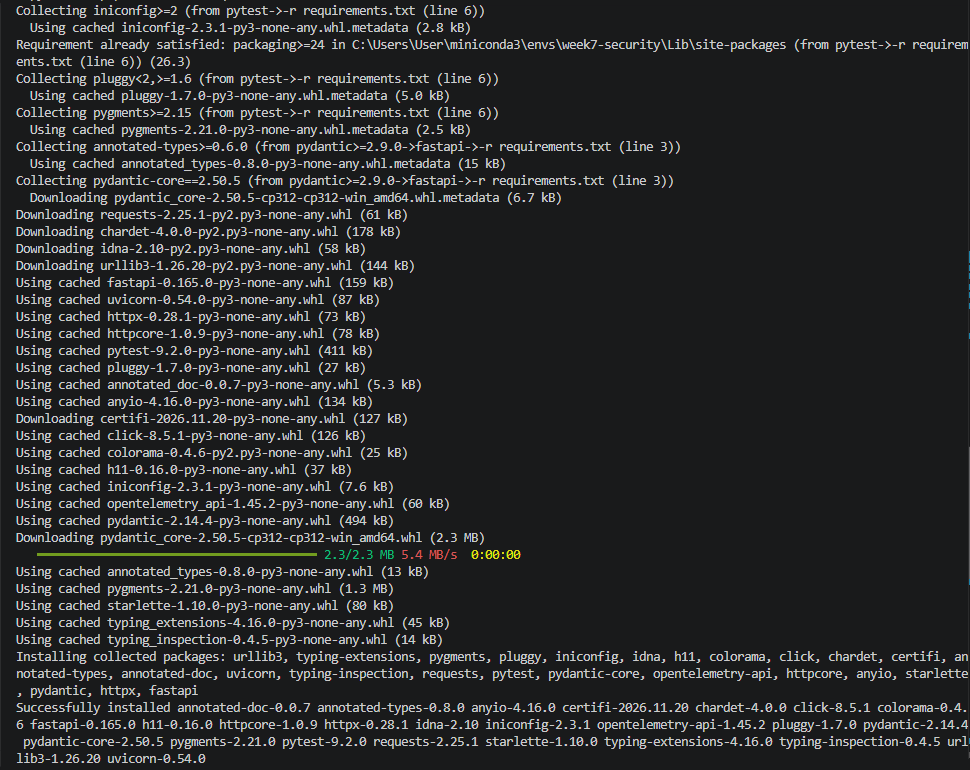 Collecting iniconfig>=2 (from pytest->-r requirements.txt (line 6))
  Using cached iniconfig-2.3.1-py3-none-any.whl.metadata (2.8 kB)
Requirement already satisfied: packaging>=24 in C:\Users\User\miniconda3\envs\week7-security\Lib\site-packages (from pytest->-r requirem
ents.txt (line 6)) (26.3)
Collecting pluggy<2,>=1.6 (from pytest->-r requirements.txt (line 6))
  Using cached pluggy-1.7.0-py3-none-any.whl.metadata (5.0 kB)
Collecting pygments>=2.15 (from pytest->-r requirements.txt (line 6))
  Using cached pygments-2.21.0-py3-none-any.whl.metadata (2.5 kB)
Collecting annotated-types>=0.6.0 (from pydantic>=2.9.0->fastapi->-r requirements.txt (line 3))
  Using cached annotated_types-0.8.0-py3-none-any.whl.metadata (15 kB)
Collecting pydantic-core==2.50.5 (from pydantic>=2.9.0->fastapi->-r requirements.txt (line 3))
  Downloading pydantic_core-2.50.5-cp312-cp312-win_amd64.whl.metadata (6.7 kB)
Downloading requests-2.25.1-py2.py3-none-any.whl (61 kB)
Downloading chardet-4.0.0-py2.py3-none-any.whl (178 kB)
Downloading idna-2.10-py2.py3-none-any.whl (58 kB)
Downloading urllib3-1.26.20-py2.py3-none-any.whl (144 kB)
Using cached fastapi-0.165.0-py3-none-any.whl (159 kB)
Using cached uvicorn-0.54.0-py3-none-any.whl (87 kB)
Using cached httpx-0.28.1-py3-none-any.whl (73 kB)
Using cached httpcore-1.0.9-py3-none-any.whl (78 kB)
Using cached pytest-9.2.0-py3-none-any.whl (411 kB)
Using cached pluggy-1.7.0-py3-none-any.whl (27 kB)
Using cached annotated_doc-0.0.7-py3-none-any.whl (5.3 kB)
Using cached anyio-4.16.0-py3-none-any.whl (134 kB)
Downloading certifi-2026.11.20-py3-none-any.whl (127 kB)
Using cached click-8.5.1-py3-none-any.whl (126 kB)
Using cached colorama-0.4.6-py2.py3-none-any.whl (25 kB)
Using cached h11-0.16.0-py3-none-any.whl (37 kB)
Using cached iniconfig-2.3.1-py3-none-any.whl (7.6 kB)
Using cached opentelemetry_api-1.45.2-py3-none-any.whl (60 kB)
Using cached pydantic-2.14.4-py3-none-any.whl (494 kB)
Downloading pydantic_core-2.50.5-cp312-cp312-win_amd64.whl (2.3 MB)
2.3/2.3 MB 5.4 MB/s  0:00:00
Using cached annotated_types-0.8.0-py3-none-any.whl (13 kB)
Using cached pygments-2.21.0-py3-none-any.whl (1.3 MB)
Using cached starlette-1.10.0-py3-none-any.whl (80 kB)
Using cached typing_extensions-4.16.0-py3-none-any.whl (45 kB)
Using cached typing_inspection-0.4.5-py3-none-any.whl (14 kB)
Installing collected packages: urllib3, typing-extensions, pygments, pluggy, iniconfig, idna, h11, colorama, click, chardet, certifi, an
notated-types, annotated-doc, uvicorn, typing-inspection, requests, pytest, pydantic-core, opentelemetry-api, httpcore, anyio, starlette
, pydantic, httpx, fastapi
Successfully installed annotated-doc-0.0.7 annotated-types-0.8.0 anyio-4.16.0 certifi-2026.11.20 chardet-4.0.0 click-8.5.1 colorama-0.4.
6 fastapi-0.165.0 h11-0.16.0 httpcore-1.0.9 httpx-0.28.1 idna-2.10 iniconfig-2.3.1 opentelemetry-api-1.45.2 pluggy-1.7.0 pydantic-2.14.4
 pydantic-core-2.50.5 pygments-2.21.0 pytest-9.2.0 requests-2.25.1 starlette-1.10.0 typing-extensions-4.16.0 typing-inspection-0.4.5 url
lib3-1.26.20 uvicorn-0.54.0